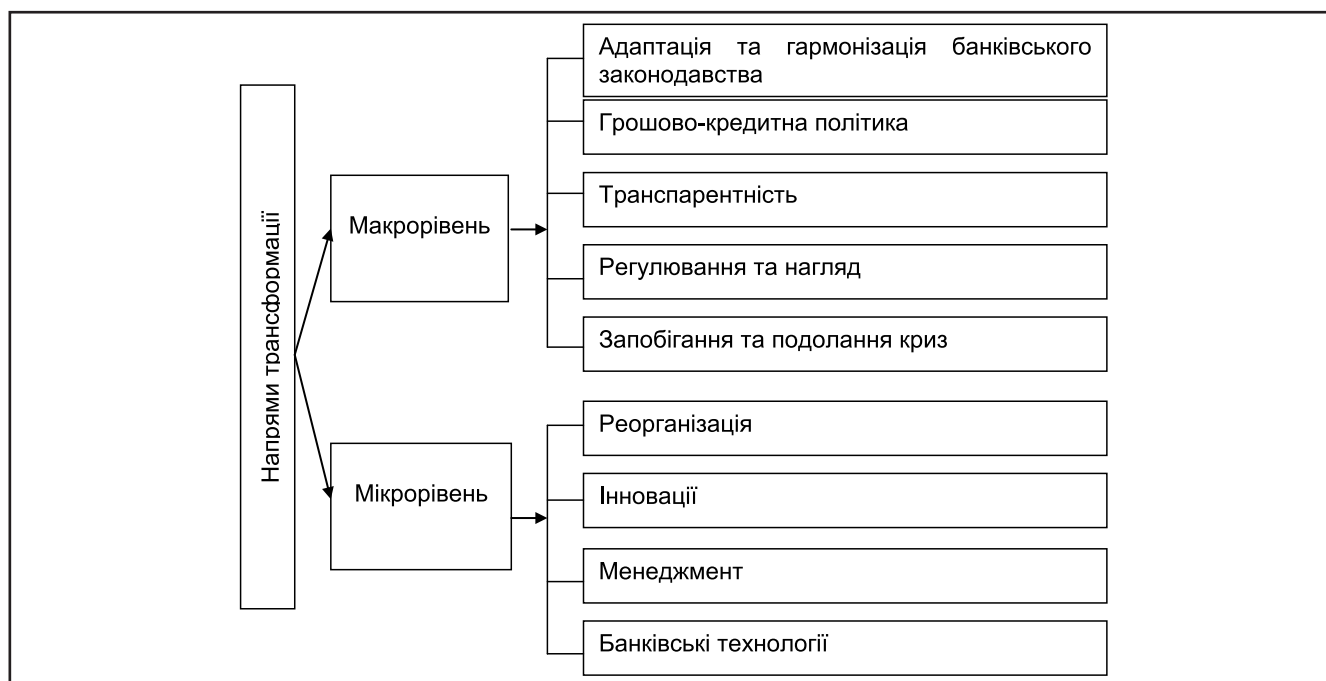 Напрями трансформації
Макрорівень
Адаптація та гармонізація банківського
законодавства
Грошово-кредитна політика
Транспарентність
Регулювання та нагляд
Запобігання та подолання криз
Мікрорівень
Реорганізація
Інновації
Менеджмент
Банківські технології